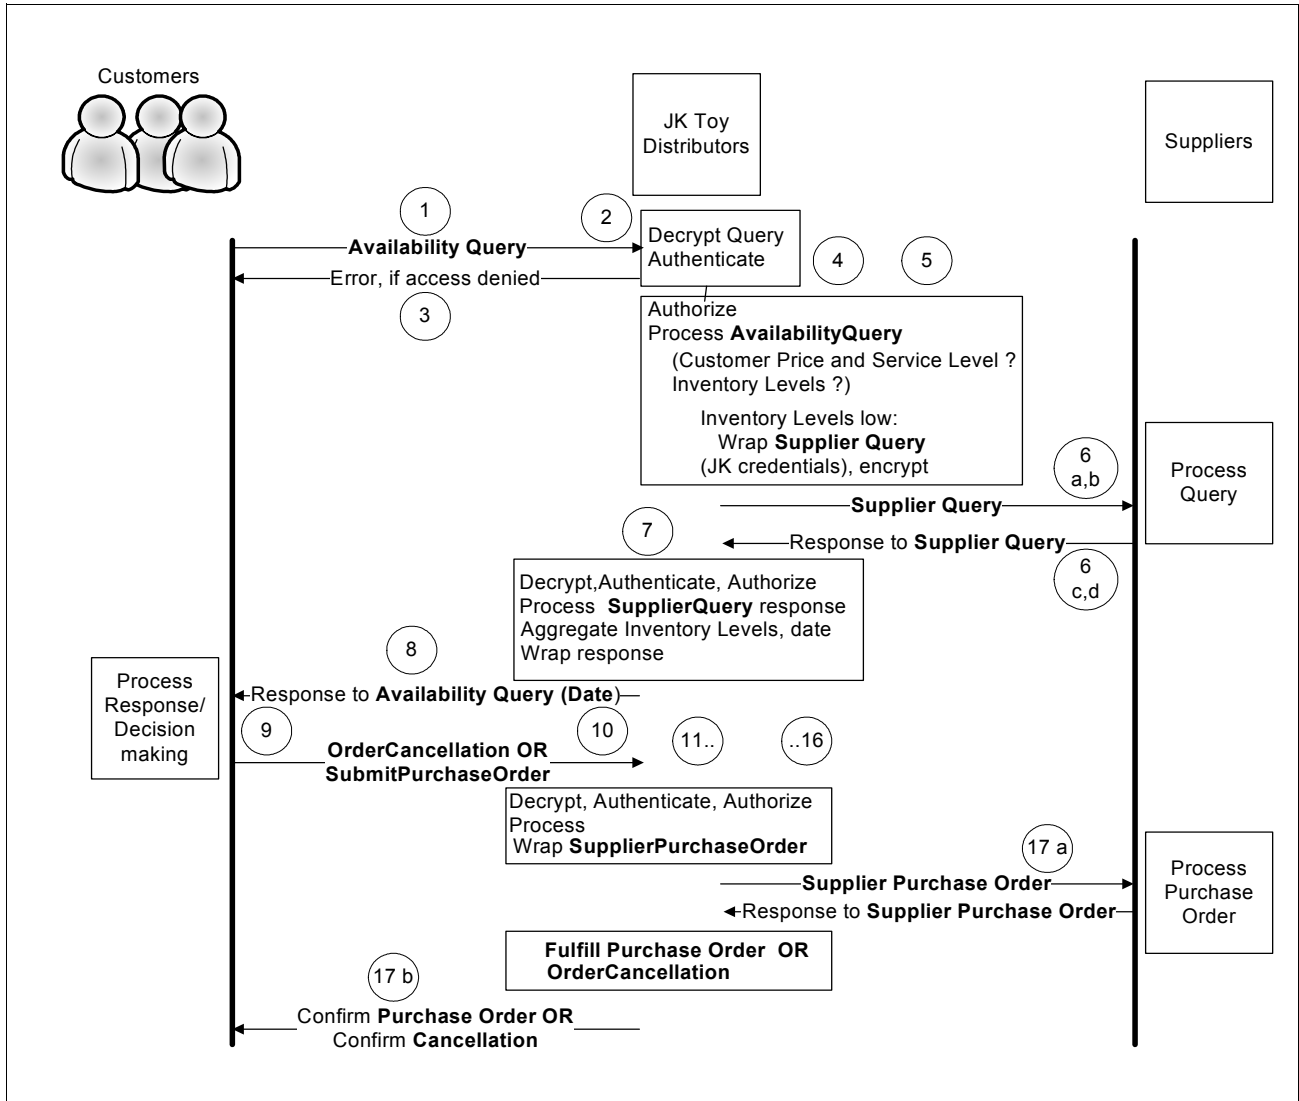 Customers
JK Toy
Distributors
Suppliers
1
2
Availability Query
Decrypt Query
Authenticate
4
5
Error, if access denied
3
Authorize
Process AvailabilityQuery
(Customer Price and Service Level ?
Inventory Levels ?)
Inventory Levels low:
Wrap Supplier Query
(JK credentials), encrypt
6
a,b
Process
Query
Supplier Query
7
Response to Supplier Query
6
c,d
Decrypt,Authenticate, Authorize
Process SupplierQuery response
Aggregate Inventory Levels, date
Wrap response
8
Process
Response/
Decision
making
Response to Availability Query (Date)
9
10
11..
..16
OrderCancellation OR
SubmitPurchaseOrder
Decrypt, Authenticate, Authorize
Process
Wrap SupplierPurchaseOrder
17 a
Process
Purchase
Order
Supplier Purchase Order
Response to Supplier Purchase Order
Fulfill Purchase Order OR
OrderCancellation
17 b
Confirm Purchase Order OR
Confirm Cancellation